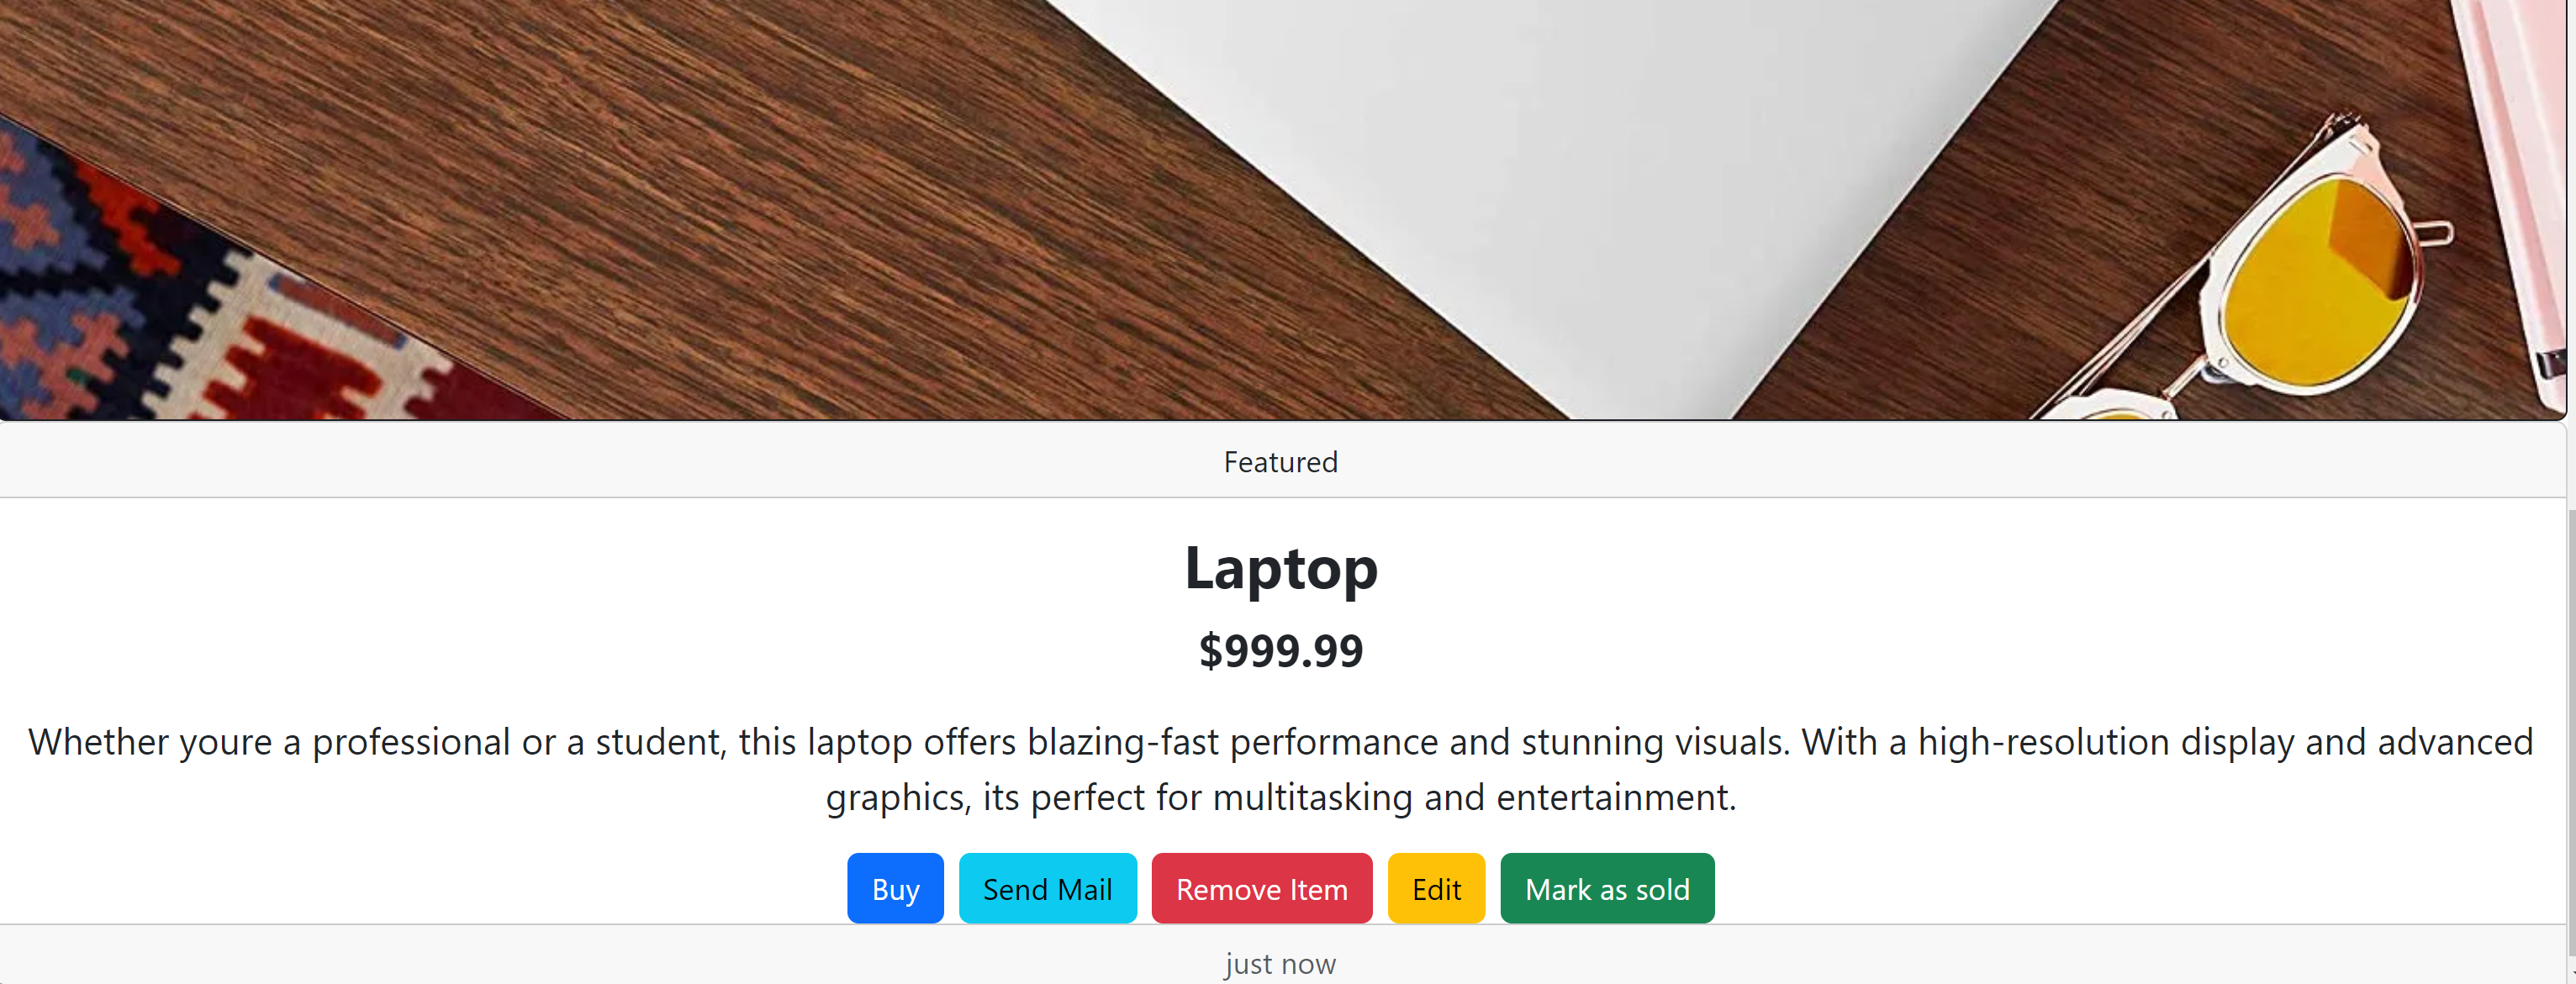 Featured
Laptop
$999.99
Whether youre a professional or a student, this laptop offers blazing-fast performance and stunning visuals. With a high-resolution display and advanced
graphics, its perfect for multitasking and entertainment.
Buy Send Mail Remove Item Edit Mark as sold
just now